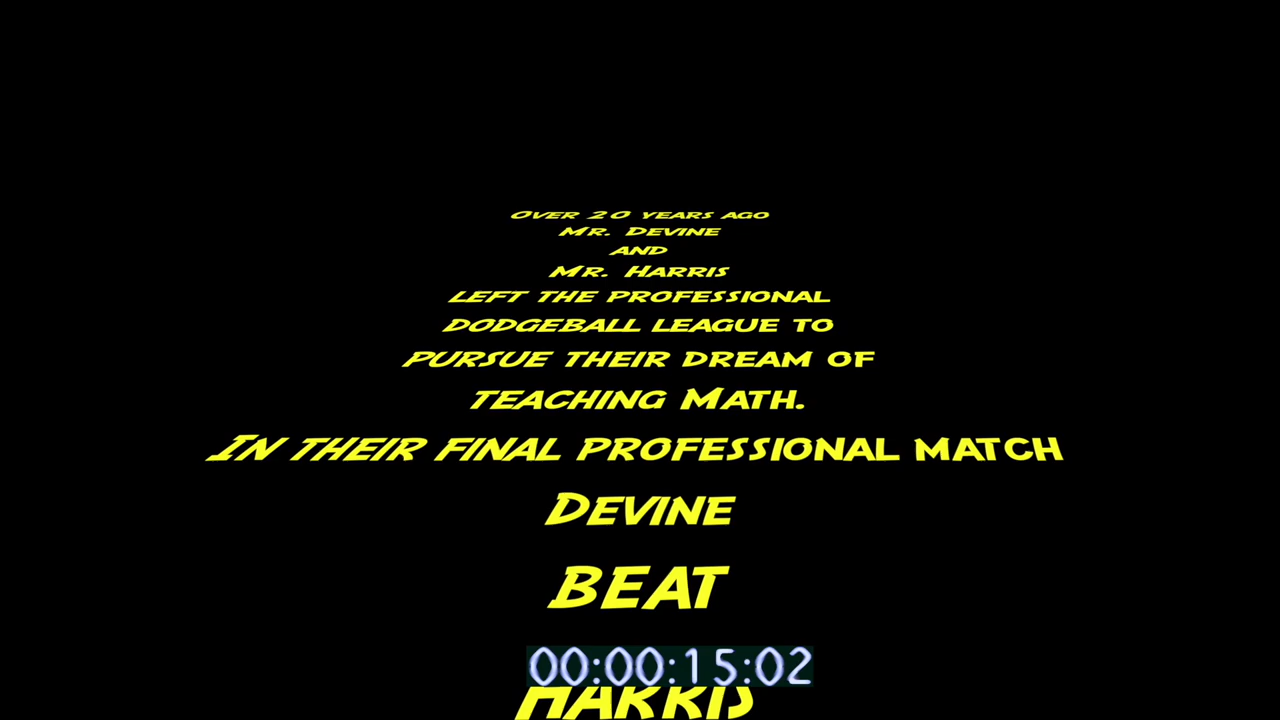 Over 20 years ago
Mr. Devine
and
Mr. Harris
left the professional
dodgeball league to
pursue their dream of
teaching Math.
In their final professional match
Devine
BEAT
00:00:15:02
HARRIS